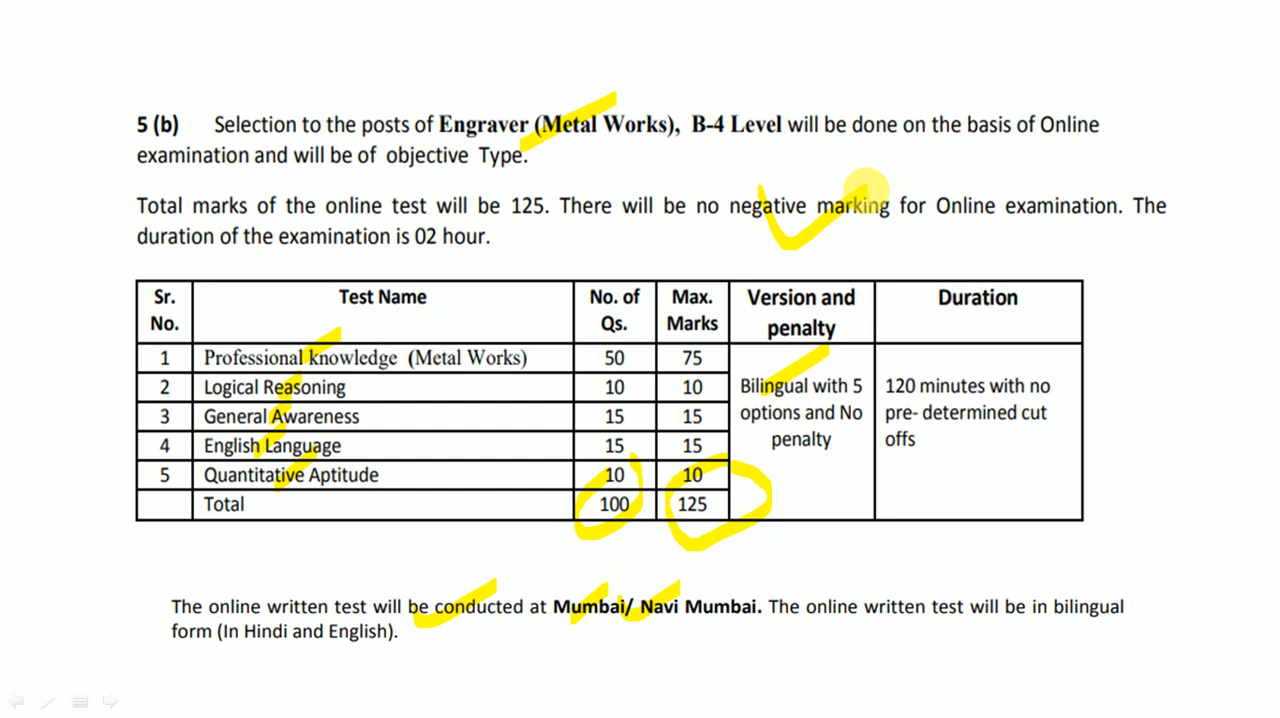 5 (b) Selection to the posts of Engraver (Metal Works), B-4 Level will be done on the basis of Online
examination and will be of objective Type.
Total marks of the online test will be 125. There will be no negative marking for Online examination. The
duration of the examination is 02 hour.
Sr. No. Test Name No. of Qs. Max. Marks Version and penalty Duration
1 Professional knowledge (Metal Works) 50 75
2 Logical Reasoning 10 10
3 General Awareness 15 15
4 English Language 15 15
5 Quantitative Aptitude 10 10
Total 100 125
Bilingual with 5
options and No
penalty
120 minutes with no
pre- determined cut
offs
The online written test will be conducted at Mumbai/ Navi Mumbai. The online written test will be in bilingual
form (In Hindi and English).